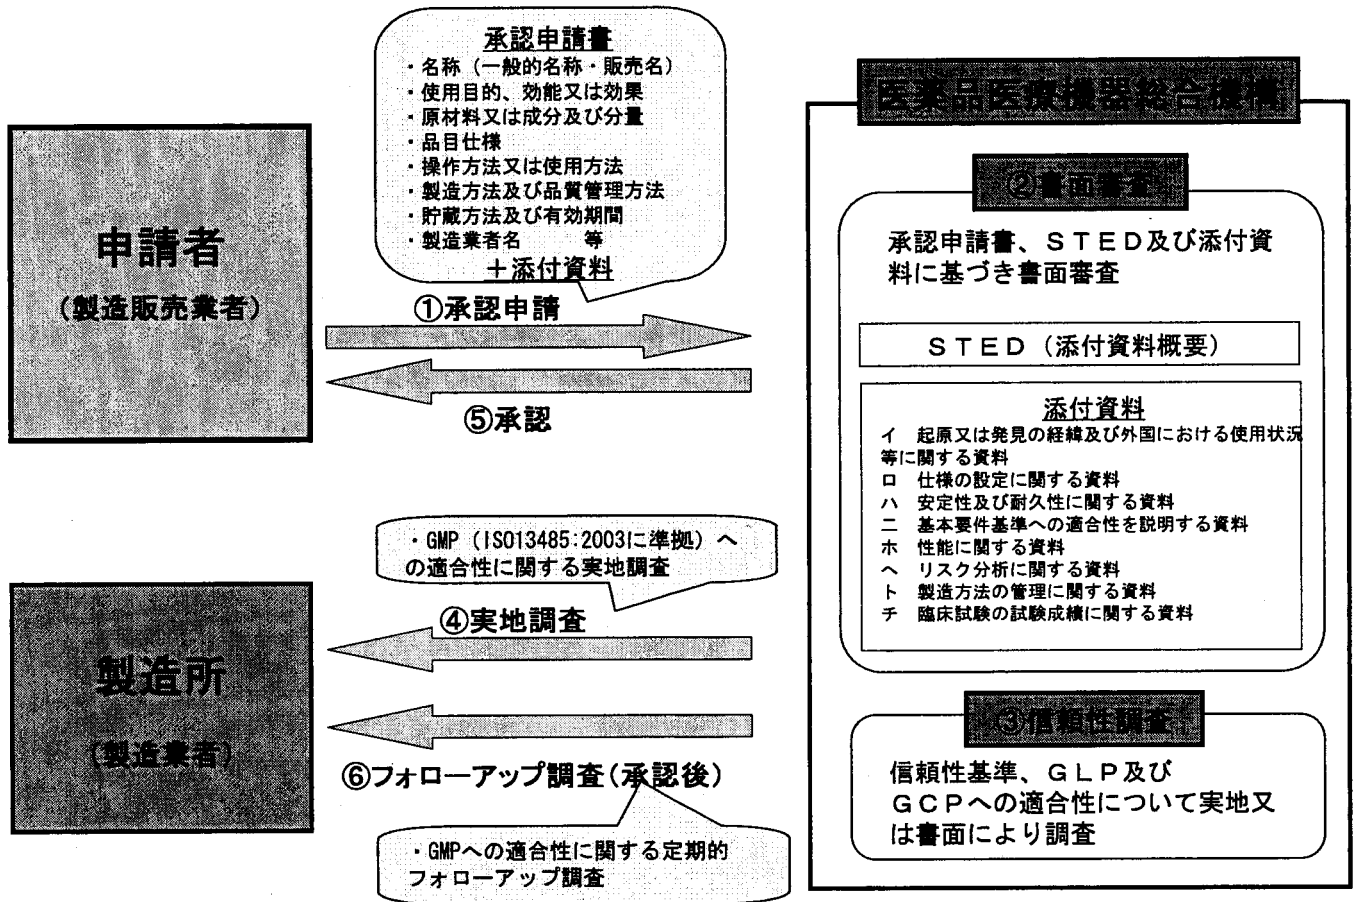 承認申請書
・名称（一般的名称・販売名）
・使用目的、効能又は効果
・原材料又は成分及び分量
・品目仕様
・操作方法又は使用方法
・製造方法及び品質管理方法
・貯蔵方法及び有効期間
・製造業者名　　等
＋添付資料
申請者
（製造販売業者）
①承認申請
⑤承認
・GMP（ISO13485:2003に準拠）へ
の適合性に関する実地調査
④実地調査
製造所
（製造業者）
⑥フォローアップ調査（承認後）
・GMPへの適合性に関する定期的
フォローアップ調査
医薬品医療機器総合機構
②書面審査
承認申請書、ＳＴＥＤ及び添付資
料に基づき書面審査
ＳＴＥＤ（添付資料概要）
添付資料
イ　起原又は発見の経緯及び外国における使用状況
等に関する資料
ロ　仕様の設定に関する資料
ハ　安定性及び耐久性に関する資料
ニ　基本要件基準への適合性を説明する資料
ホ　性能に関する資料
ヘ　リスク分析に関する資料
ト　製造方法の管理に関する資料
チ　臨床試験の試験成績に関する資料
③信頼性調査
信頼性基準、ＧＬＰ及び
ＧＣＰへの適合性について実地又
は書面により調査